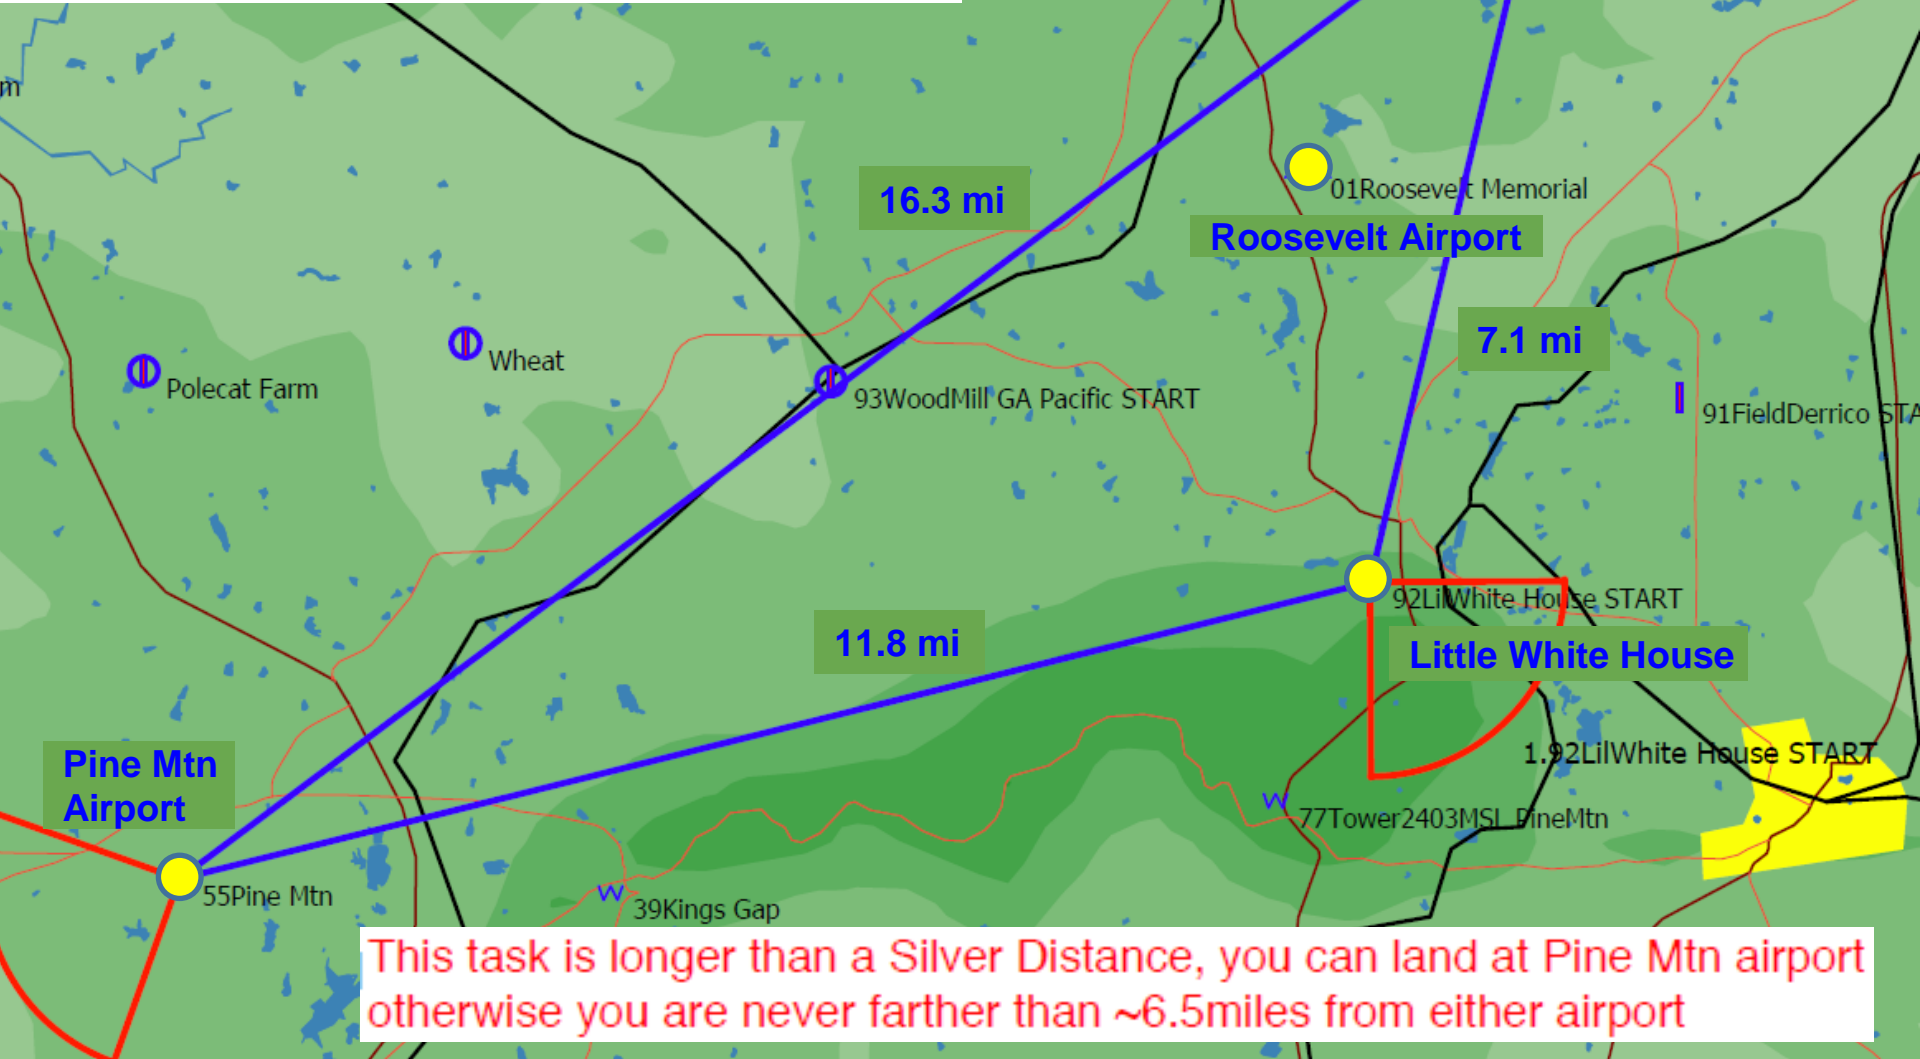 m
16.3 mi
01Roosevelt Memorial
Roosevelt Airport
7.1 mi
Wheat
Polecat Farm
93WoodMill GA Pacific START
91FieldDerrico STA
92LilWhite House START
11.8 mi
Little White House
Pine Mtn
Airport
1.92LilWhite House START
77Tower2403MSL PineMtn
55Pine Mtn
39Kings Gap
This task is longer than a Silver Distance, you can land at Pine Mtn airport
otherwise you are never farther than ~6.5miles from either airport